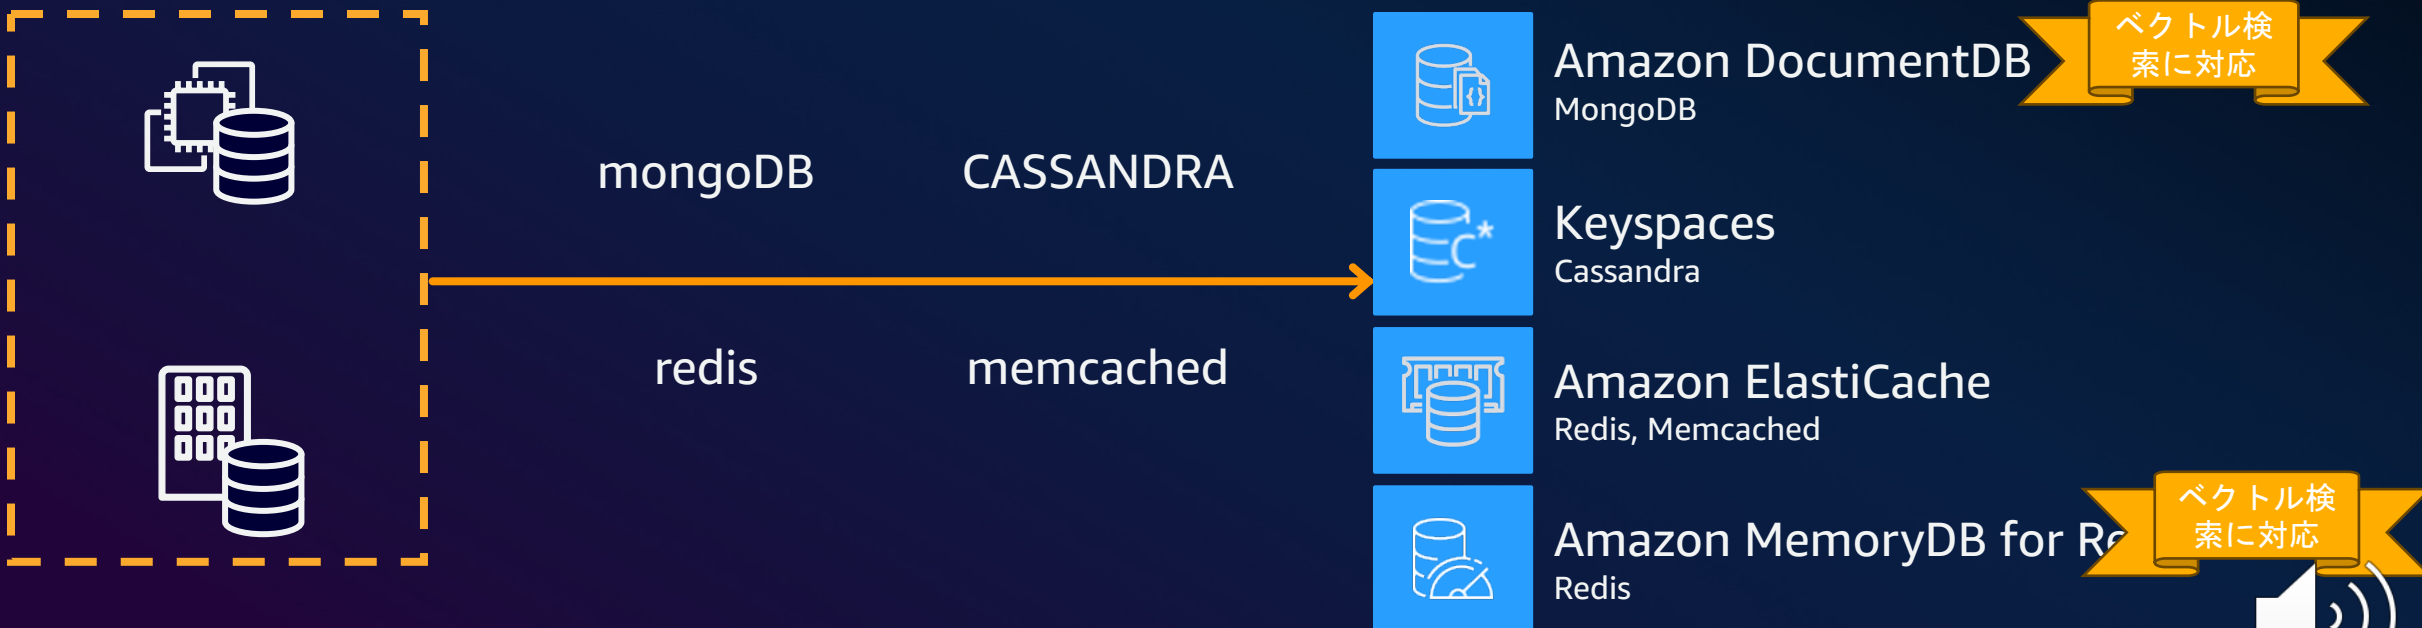 mongoDB
CASSANDRA
redis
memcached
Amazon DocumentDB
MongoDB
ベクトル検
索に対応
Keyspaces
Cassandra
Amazon ElastiCache
Redis, Memcached
Amazon MemoryDB for
Redis
ベクトル検
索に対応